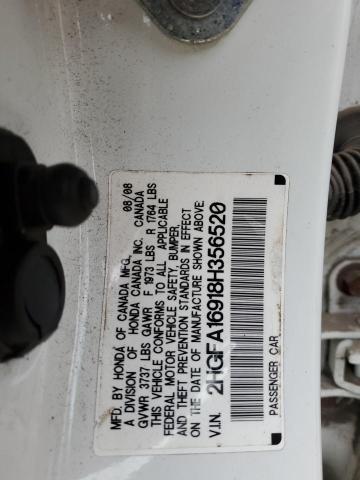 MFD. BY HONDA OF CANADA MFG. 08/08
A DIVISION OF HONDA CANADA INC. CANADA
GVWR 3737 LBS GAWR F 1973 LBS R 1764 LBS
THIS VEHICLE CONFORMS TO ALL APPLICABLE
FEDERAL MOTOR VEHICLE SAFETY, BUMPER,
AND THEFT PREVENTION STANDARDS IN EFFECT
ON THE DATE OF MANUFACTURE SHOWN ABOVE.
V.I.N. 2HGFA16918H356520
PASSENGER CAR